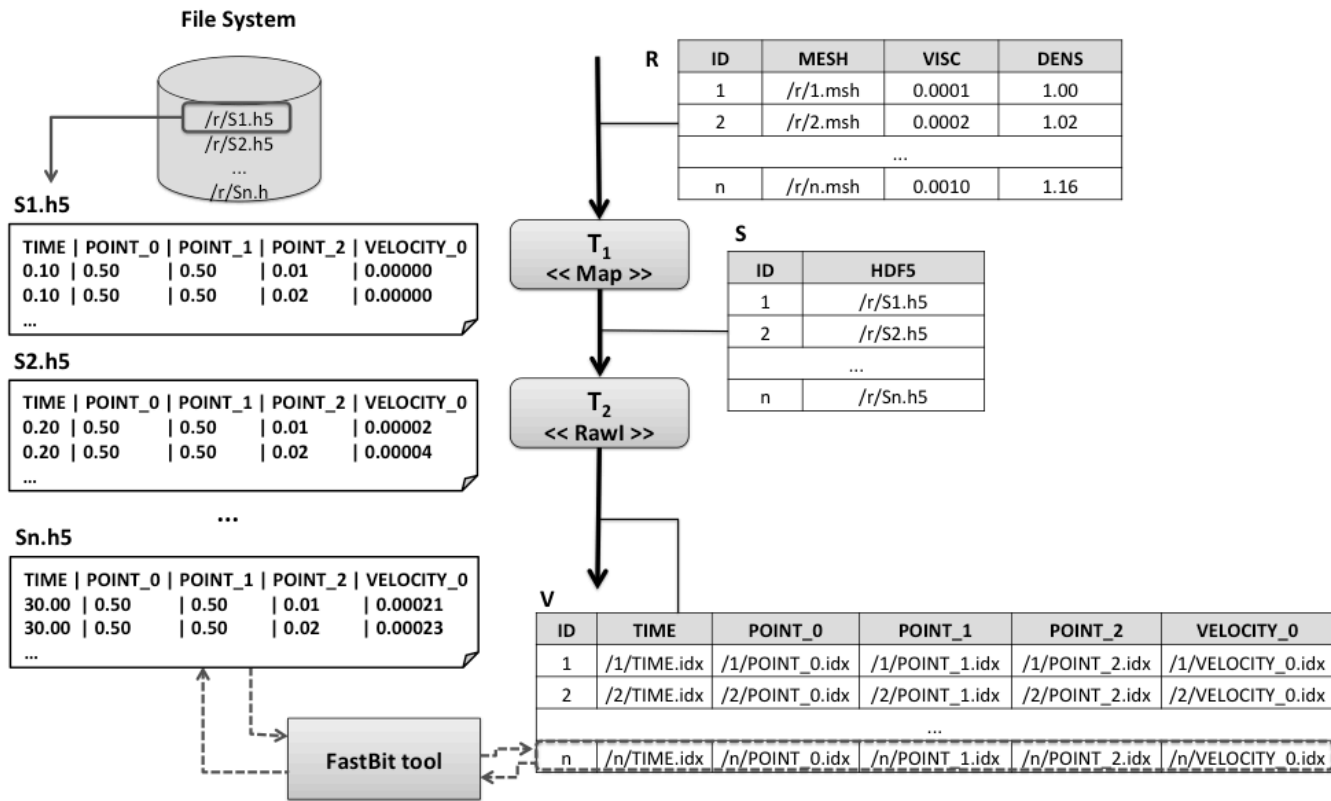 File System
/r/S1.h5
/r/S2.h5
...
/r/Sn.h
S1.h5
TIME | POINT_0 | POINT_1 | POINT_2 | VELOCITY_0
0.10 | 0.50 | 0.50 | 0.01 | 0.00000
0.10 | 0.50 | 0.50 | 0.02 | 0.00000
...
S2.h5
TIME | POINT_0 | POINT_1 | POINT_2 | VELOCITY_0
0.20 | 0.50 | 0.50 | 0.01 | 0.00002
0.20 | 0.50 | 0.50 | 0.02 | 0.00004
...
...
Sn.h5
TIME | POINT_0 | POINT_1 | POINT_2 | VELOCITY_0
30.00 | 0.50 | 0.50 | 0.01 | 0.00021
30.00 | 0.50 | 0.50 | 0.02 | 0.00023
...
FastBit tool
R
ID MESH VISC DENS
1 /r/1.msh 0.0001 1.00
2 /r/2.msh 0.0002 1.02
...
n /r/n.msh 0.0010 1.16
T1
<< Map >>
S
ID HDF5
1 /r/S1.h5
2 /r/S2.h5
...
n /r/Sn.h5
T2
<< Rawl >>
V
ID TIME POINT_0 POINT_1 POINT_2 VELOCITY_0
1 /1/TIME.idx /1/POINT_0.idx /1/POINT_1.idx /1/POINT_2.idx /1/VELOCITY_0.idx
2 /2/TIME.idx /2/POINT_0.idx /2/POINT_1.idx /2/POINT_2.idx /2/VELOCITY_0.idx
...
n /n/TIME.idx /n/POINT_0.idx /n/POINT_1.idx /n/POINT_2.idx /n/VELOCITY_0.idx